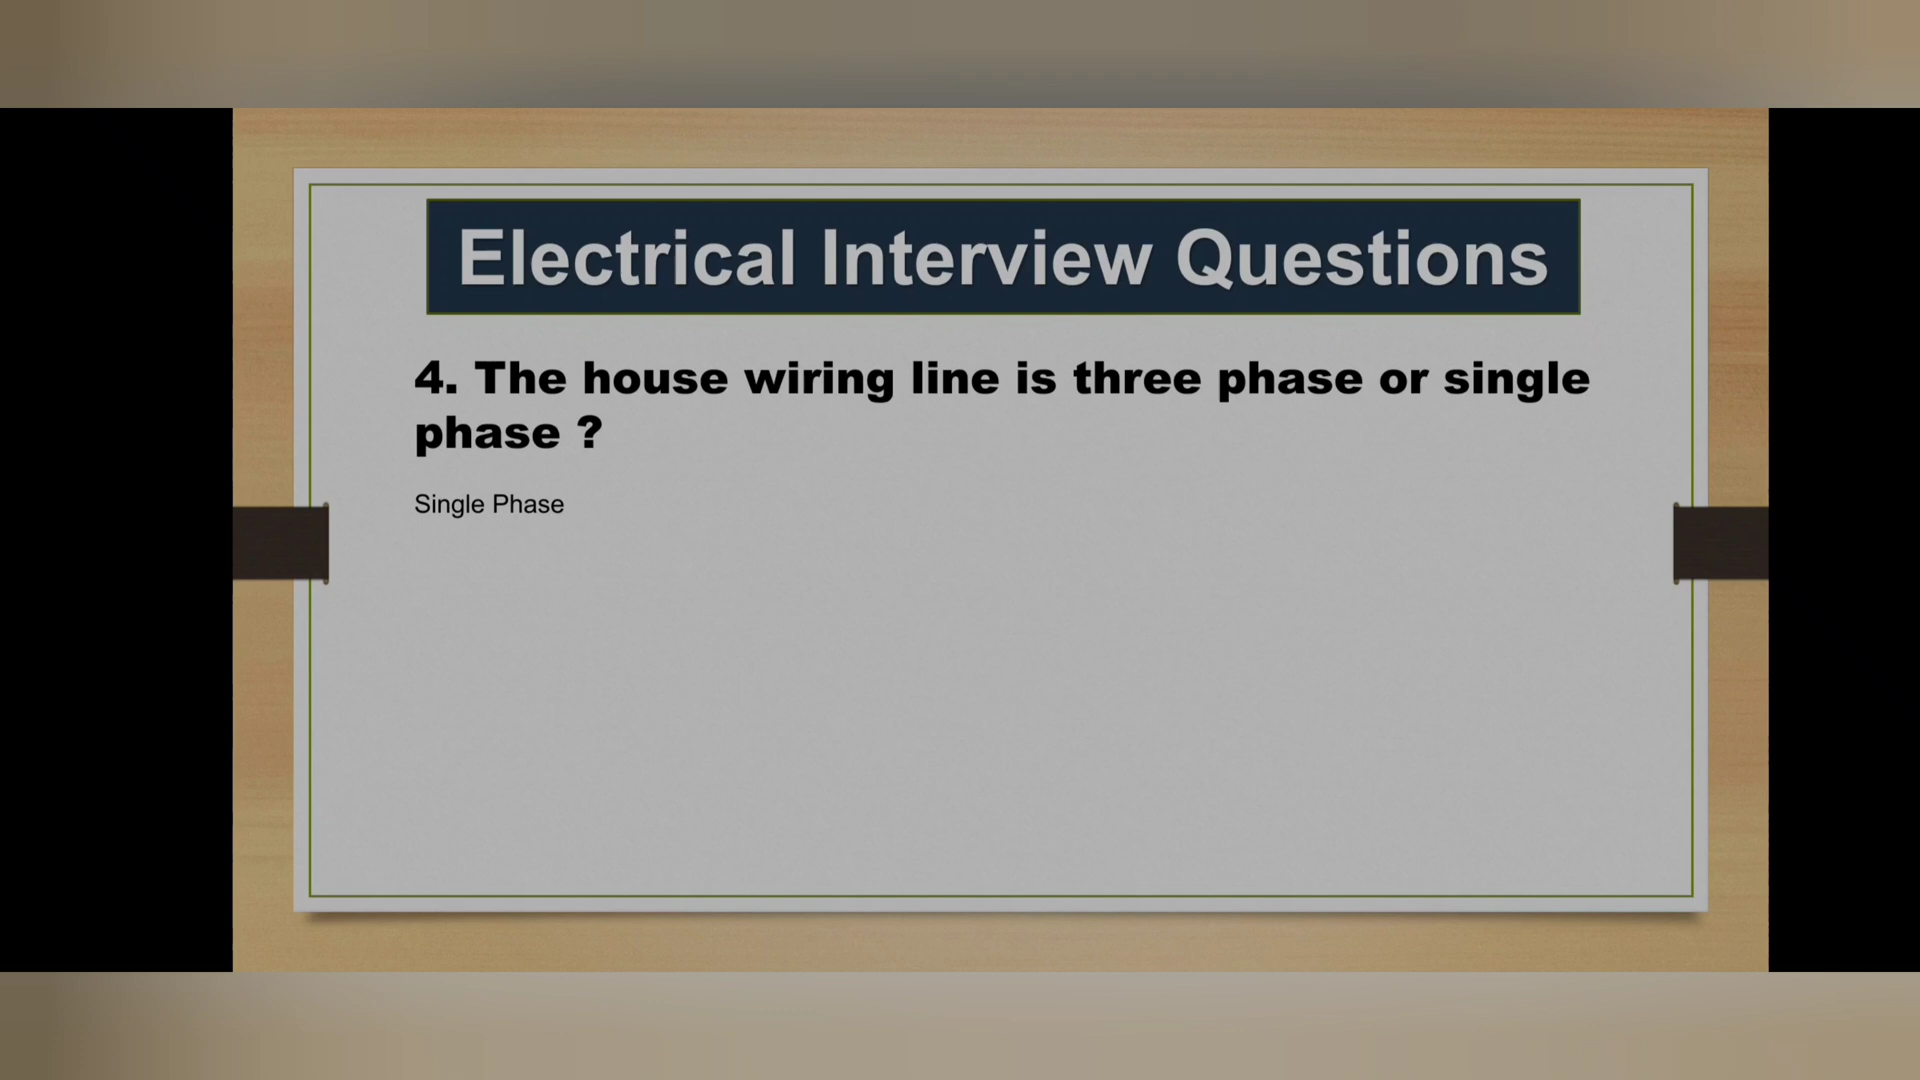 Electrical Interview Questions
4. The house wiring line is three phase or single
phase ?
Single Phase